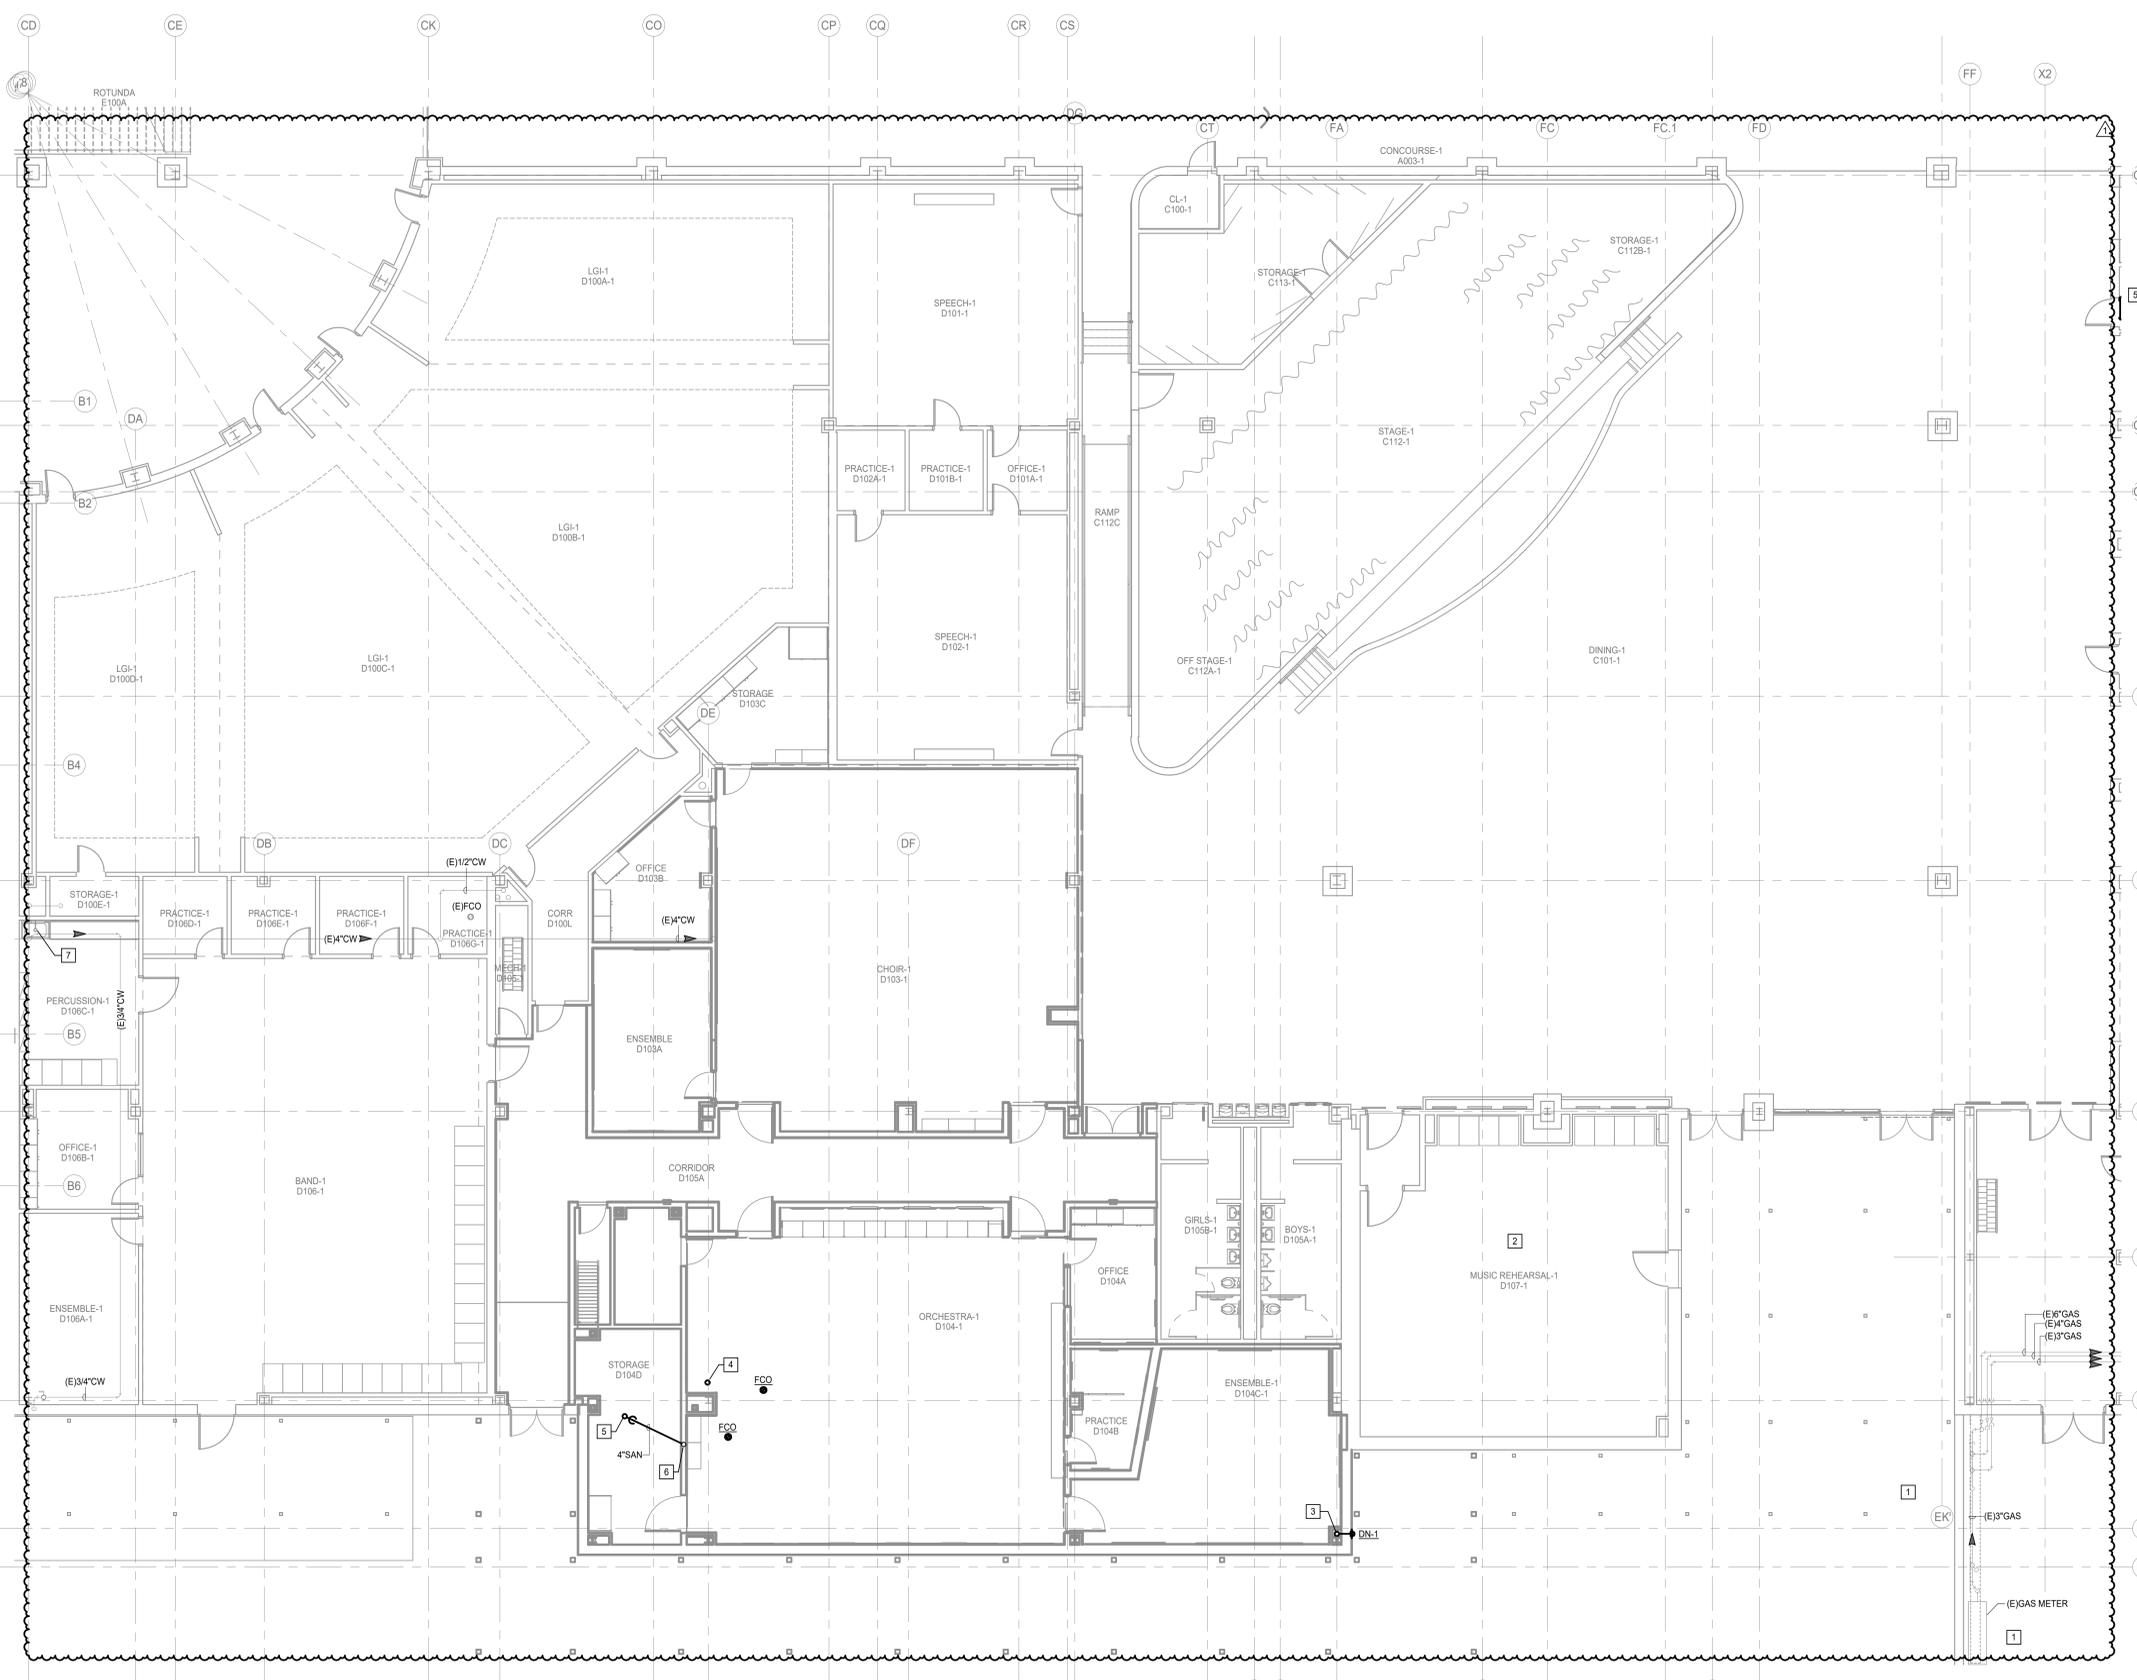 CD
CE
CK
CO
CP
CQ
CR
CS
FF
X2
ROTUNDA
E100A
DG
CT
FA
FC
FC.1
FD
1
CONCOURSE-1
A003-1
CL-1
C100-1
LGI-1
D100A-1
SPEECH-1
D101-1
STORAGE-1
C113-1
STORAGE-1
C112B-1
5
B1
DA
B2
PRACTICE-1
D102A-1
PRACTICE-1
D101B-1
OFFICE-1
D101A-1
STAGE-1
C112-1
LGI-1
D100B-1
RAMP
C112C
LGI-1
D100D-1
LGI-1
D100C-1
SPEECH-1
D102-1
OFF STAGE-1
C112A-1
DINING-1
C101-1
STORAGE
D103C
DE
B4
DB
DC
DF
(E)1/2"CW
OFFICE
D103B
STORAGE-1
D100E-1
PRACTICE-1
D106D-1
PRACTICE-1
D106E-1
PRACTICE-1
D106F-1
(E)FCO
PRACTICE-1
D106G-1
CORR
D100L
(E)4"CW
(E)4"CW
7
MECH-1
D105-1
CHOIR-1
D103-1
PERCUSSION-1
D106C-1
(E)3/4"CW
B5
ENSEMBLE
D103A
OFFICE-1
D106B-1
B6
BAND-1
D106-1
CORRIDOR
D105A
GIRLS-1
D105B-1
BOYS-1
D105A-1
2
MUSIC REHEARSAL-1
D107-1
OFFICE
D104A
ENSEMBLE-1
D106A-1
ORCHESTRA-1
D104-1
(E)6"GAS
(E)4"GAS
(E)3"GAS
STORAGE
D104D
4
FCO
(E)3/4"CW
ENSEMBLE-1
D104C-1
PRACTICE
D104B
5
FCO
4"SAN
6
3
DN-1
1
EK'
(E)3"GAS
(E)GAS METER
1